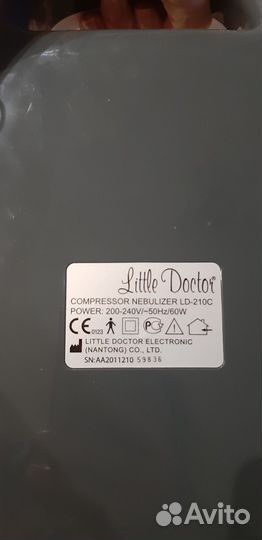 Little Doctor®
COMPRESSOR NEBULIZER LD-210C
POWER: 200-240V/~50Hz/60W
CE 0123
LITTLE DOCTOR ELECTRONIC
(NANTONG) CO., LTD.
SN:AA2011210 59836
Avito